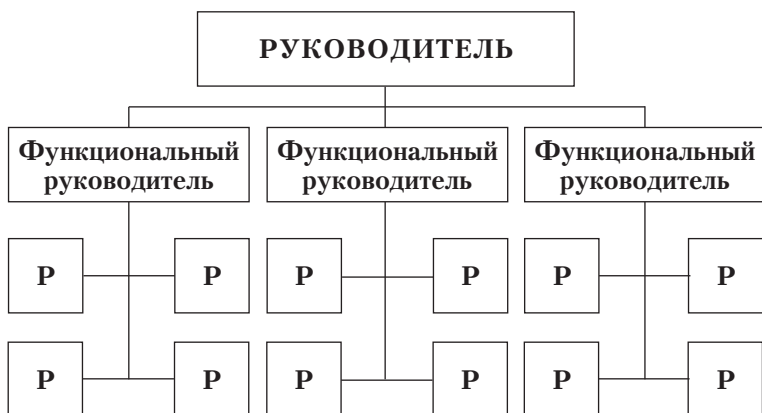 РУКОВОДИТЕЛЬ
Функциональный
руководитель
Функциональный
руководитель
Функциональный
руководитель
Р Р Р Р Р Р
Р Р Р Р Р Р